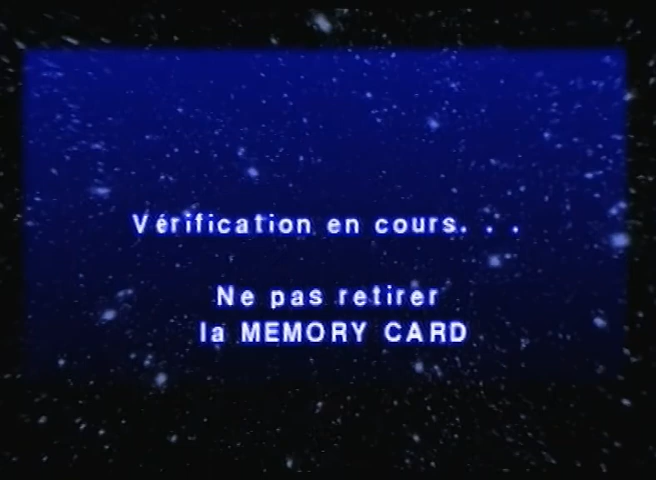 Vérification en cours. . .
Ne pas retirer
la MEMORY CARD